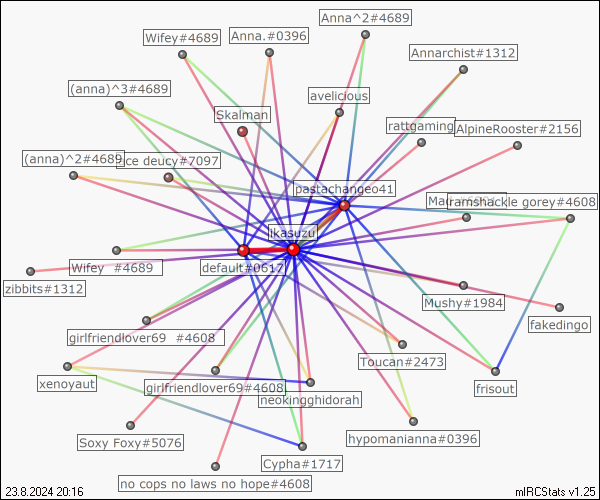 Anna^2#4689
Wifey#4689
Anna.#0396
Annarchist#1312
(anna)^3#4689
avelicious
Skalman
rattgaming
AlpineRooster#2156
(anna)^2#4689
ce deucy#7097
pastachangeo41
ramshackle gorey#4608
ikasuzu
default#0617
Wifey #4689
zibbits#1312
Mushy#1984
fakedingo
girlfriendlover69 #4608
Toucan#2473
xenoyaut
girlfriendlover69#4608
neokingghidorah
frisout
Soxy Foxy#5076
hypomanianna#0396
Cypha#1717
no cops no laws no hope#4608
23.8.2024 20:16
mIRCStats v1.25